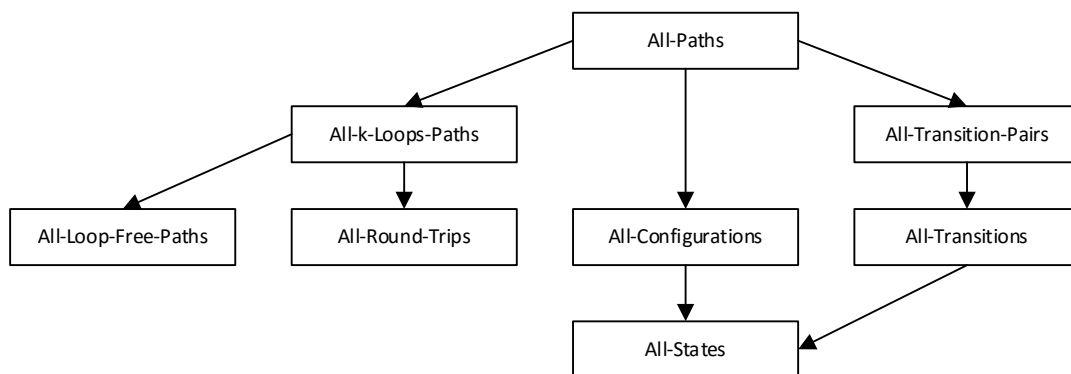 All-Paths
All-k-Loops-Paths
All-Transition-Pairs
All-Loop-Free-Paths
All-Round-Trips
All-Configurations
All-Transitions
All-States